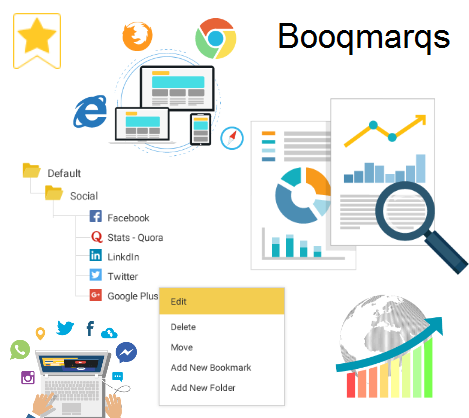 Booqmarqs
Default
Social
Facebook
Stats - Quora
LinkdIn
Twitter
Google Plus
Edit
Delete
Move
Add New Bookmark
Add New Folder